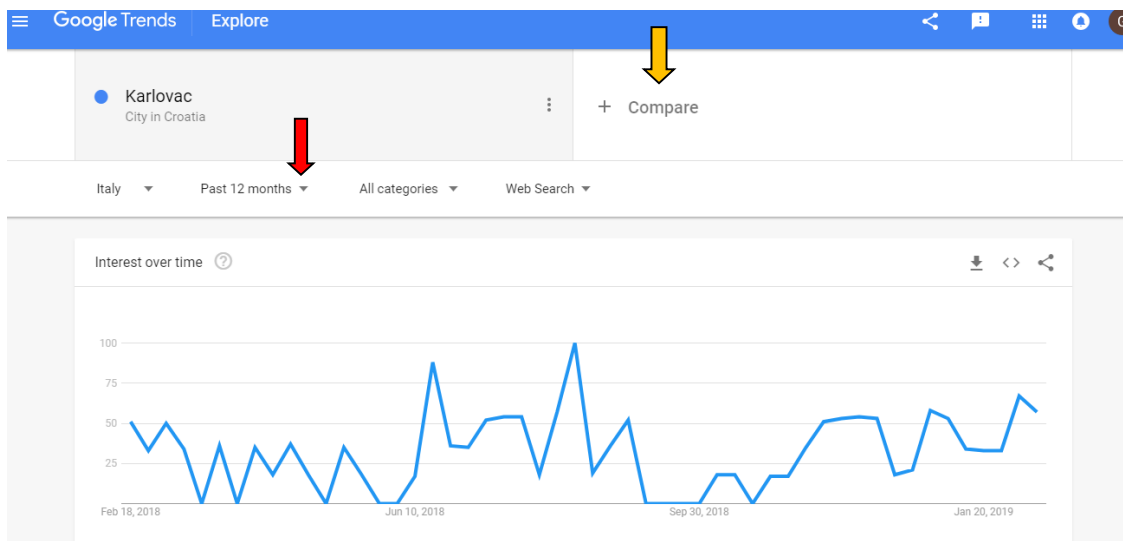 Google Trends Explore
G
Karlovac
City in Croatia
+ Compare
Italy Past 12 months All categories Web Search
Interest over time ?
100
75
50
25
Feb 18, 2018 Jun 10, 2018 Sep 30, 2018 Jan 20, 2019